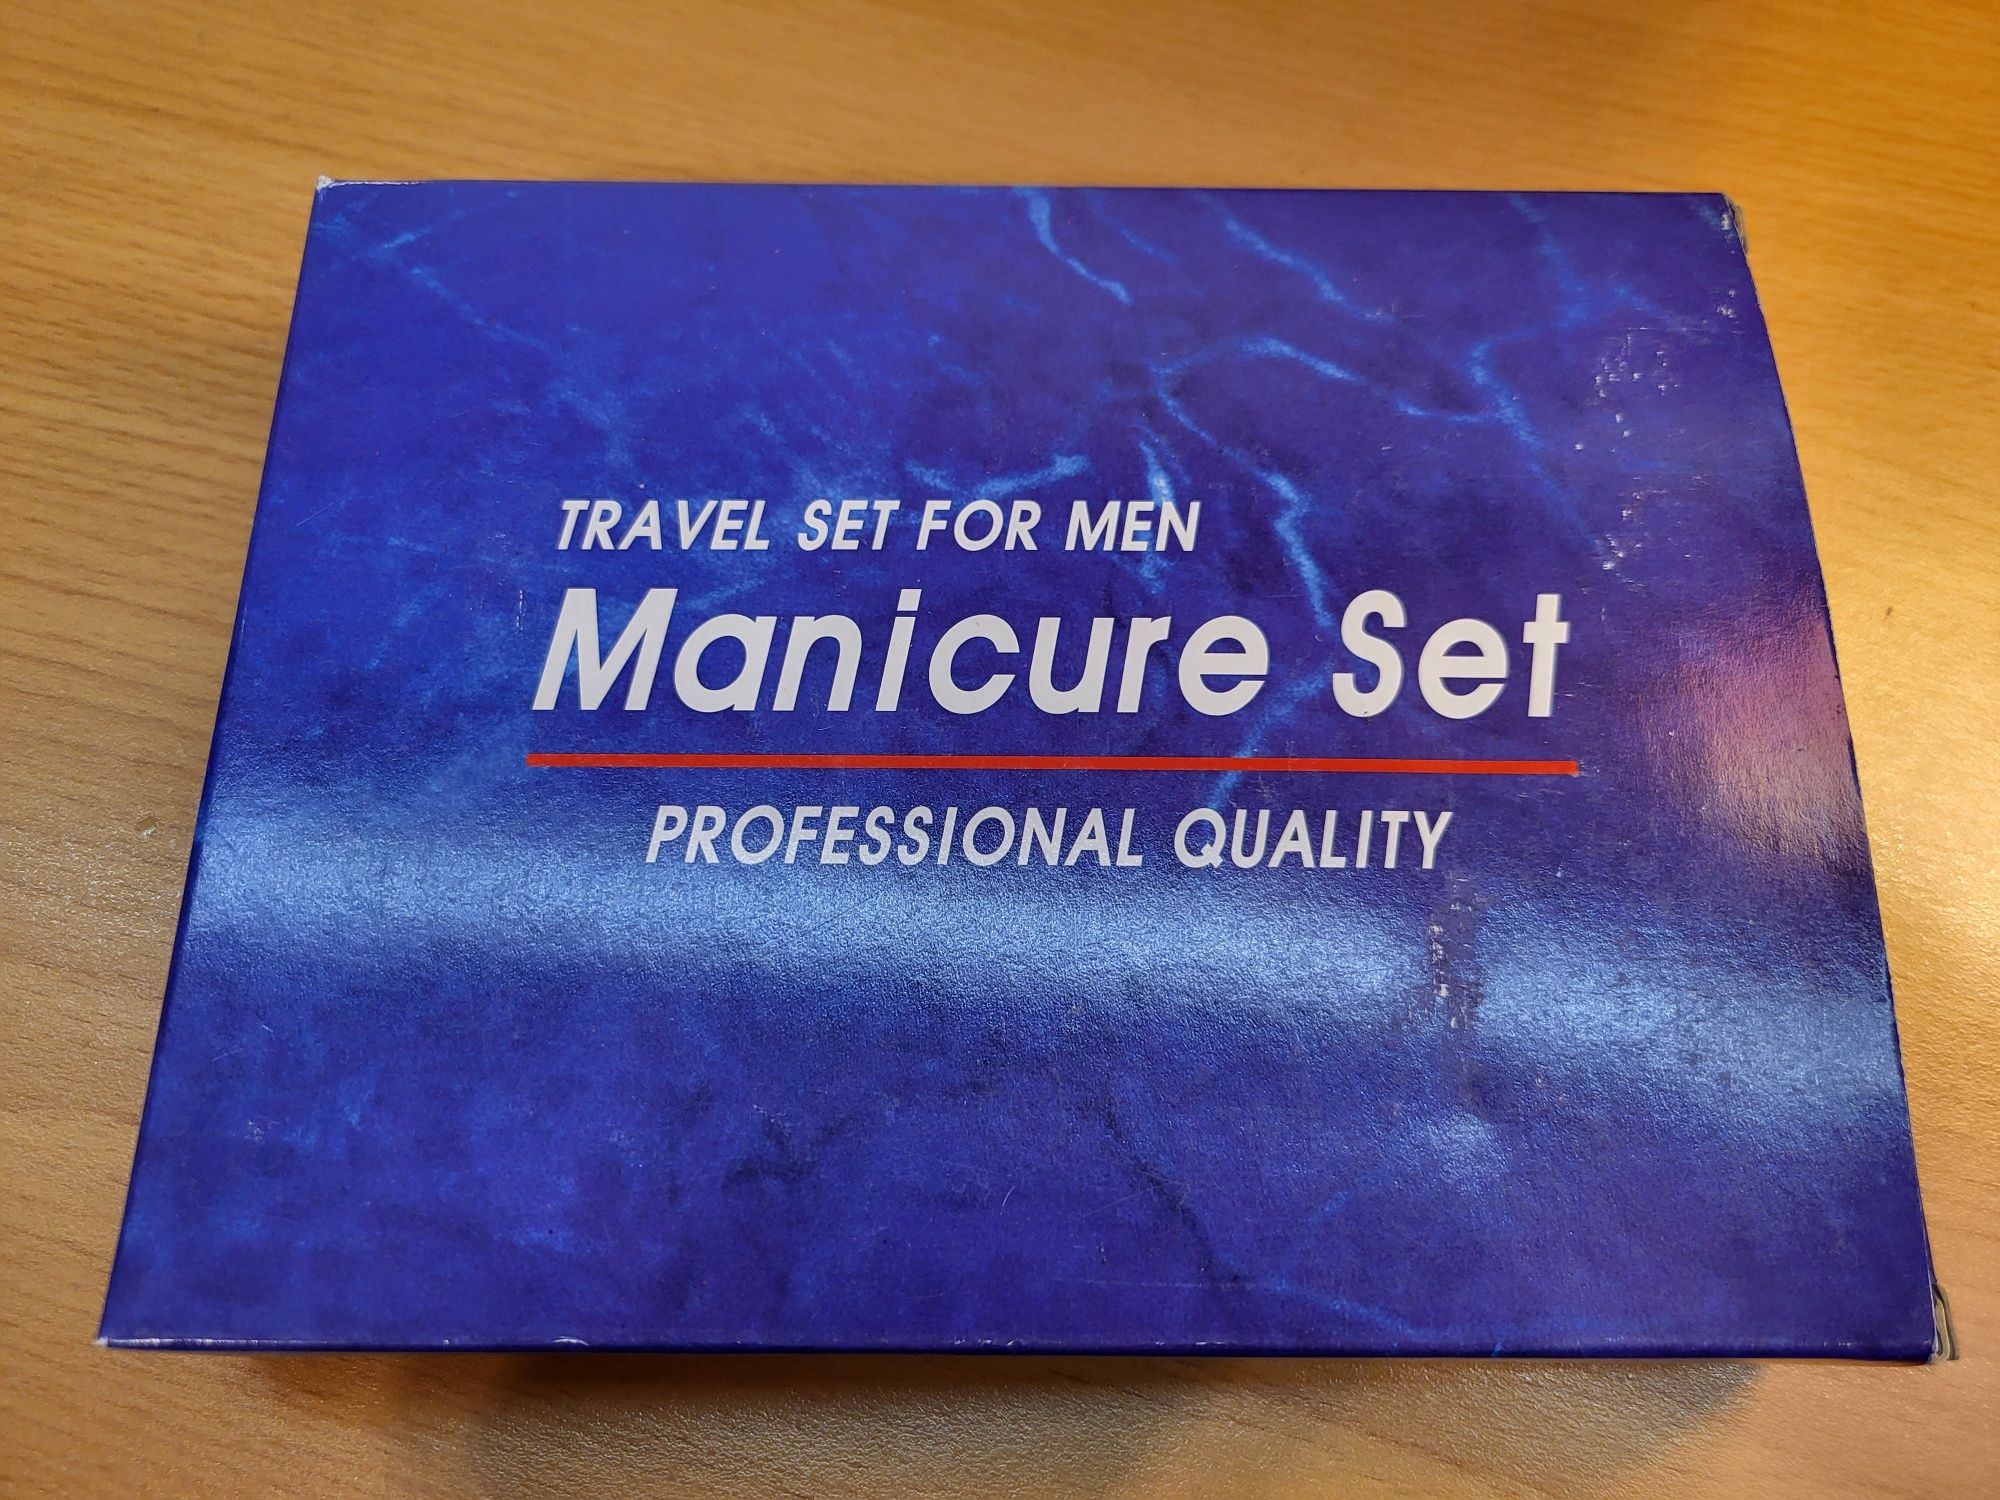 TRAVEL SET FOR MEN
Manicure Set
PROFESSIONAL QUALITY